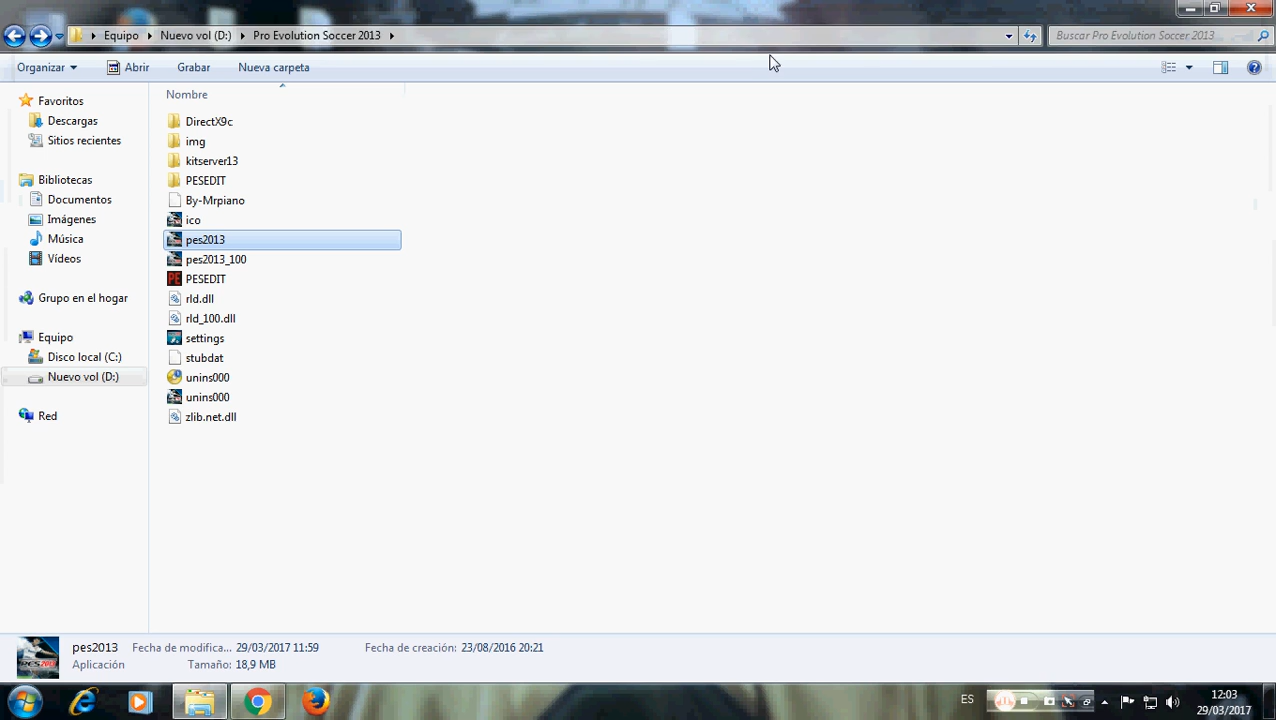 Equipo Nuevo vol (D:) Pro Evolution Soccer 2013
Buscar Pro Evolution Soccer 2013
Organizar Abrir Grabar Nueva carpeta
Nombre
Favoritos
Descargas
Sitios recientes
Bibliotecas
Documentos
Imágenes
Música
Vídeos
Grupo en el hogar
Equipo
Disco local (C:)
Nuevo vol (D:)
Red
DirectX9c
img
kitserver13
PESEDIT
By-Mrpiano
ico
pes2013
pes2013_100
PESEDIT
rld.dll
rld_100.dll
settings
stubdat
unins000
unins000
zlib.net.dll
pes2013 Fecha de modifica... 29/03/2017 11:59 Fecha de creación: 23/08/2016 20:21
Aplicación Tamaño: 18,9 MB
ES
12:03
29/03/2017